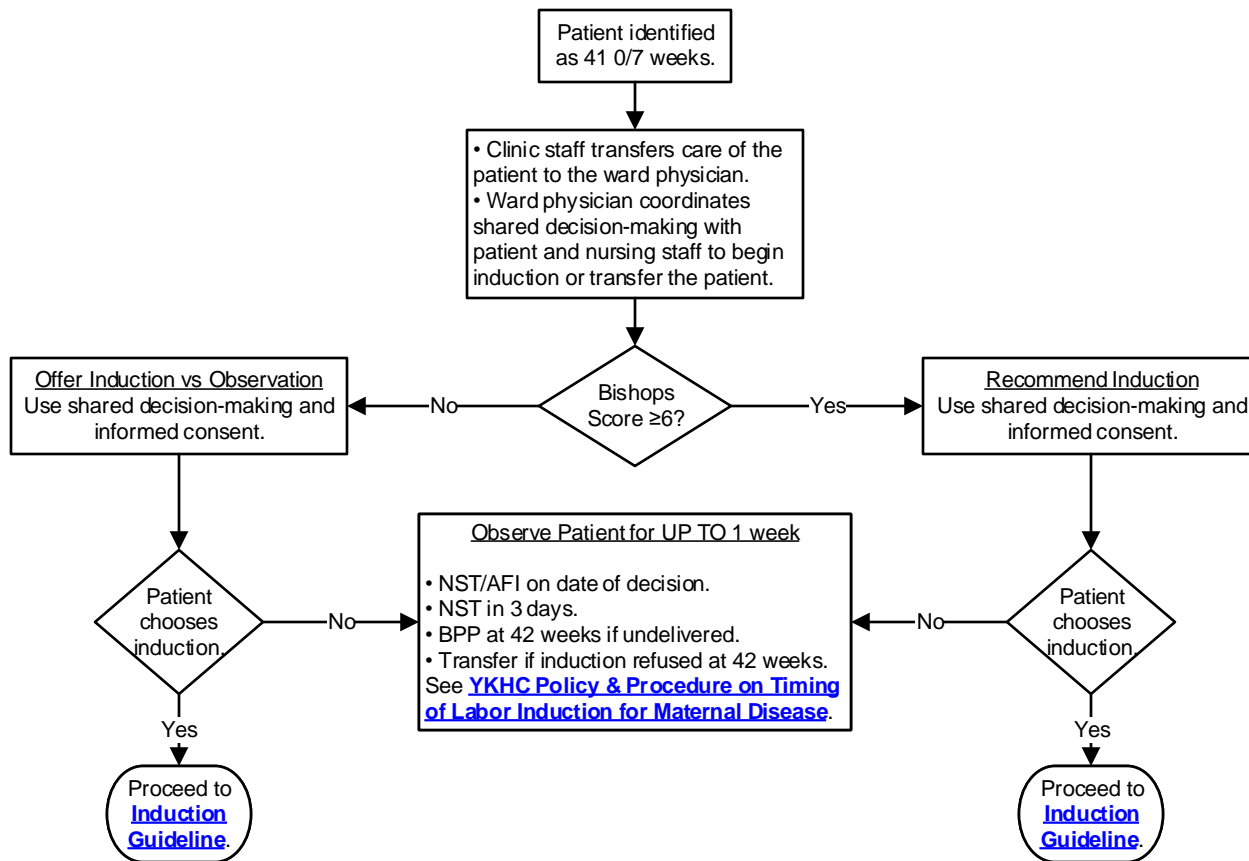 Patient identified
as 41 0/7 weeks.
• Clinic staff transfers care of the
patient to the ward physician.
• Ward physician coordinates
shared decision-making with
patient and nursing staff to begin
induction or transfer the patient.
Bishops
Score ≥6?
No
Yes
Offer Induction vs Observation
Use shared decision-making and
informed consent.
Recommend Induction
Use shared decision-making and
informed consent.
Patient
chooses
induction.
No
Observe Patient for UP TO 1 week
• NST/AFI on date of decision.
• NST in 3 days.
• BPP at 42 weeks if undelivered.
• Transfer if induction refused at 42 weeks.
See YKHC Policy & Procedure on Timing
of Labor Induction for Maternal Disease.
No
Patient
chooses
induction.
Yes
Yes
Proceed to
Induction
Guideline.
Proceed to
Induction
Guideline.